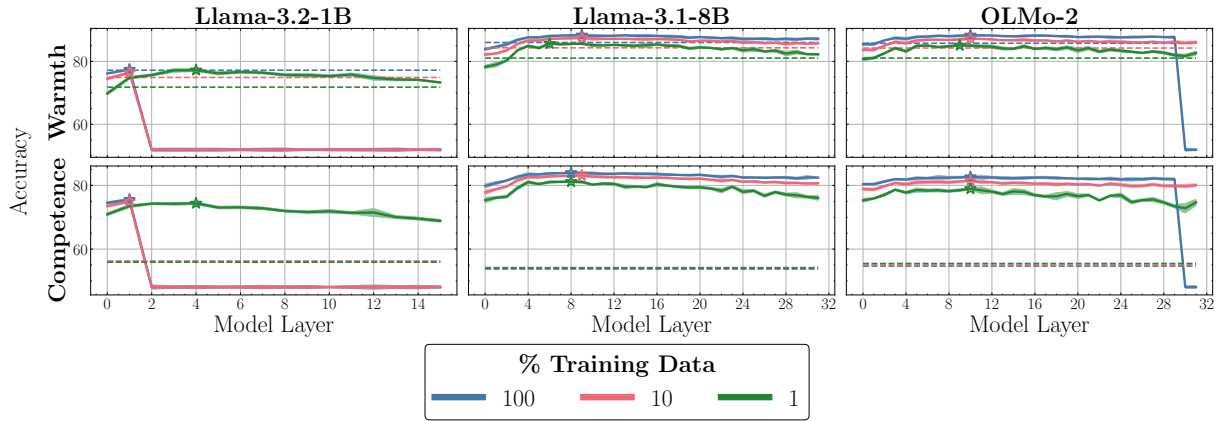 Llama-3.2-1B Llama-3.1-8B OLMo-2
Accuracy
Warmth
80
60
Competence
80
60
0 2 4 6 8 10 12 14
0 4 8 12 16 20 24 28 32
0 4 8 12 16 20 24 28 32
Model Layer Model Layer Model Layer
% Training Data
100 10 1